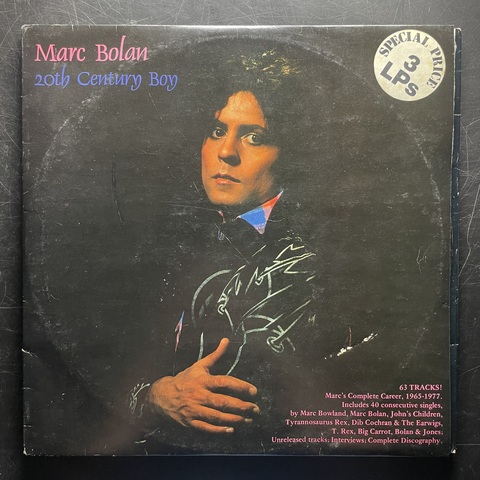 Marc Bolan
20th Century Boy
SPECIAL PRICE
3
LPs
63 TRACKS!
Marc's Complete Career, 1965-1977.
Includes 40 consecutive singles,
by Marc Bowland, Marc Bolan, John's Children,
Tyrannosaurus Rex, Dib Cochran & The Earwigs,
T. Rex, Big Carrot, Bolan & Jones;
Unreleased tracks; Interviews; Complete Discography.